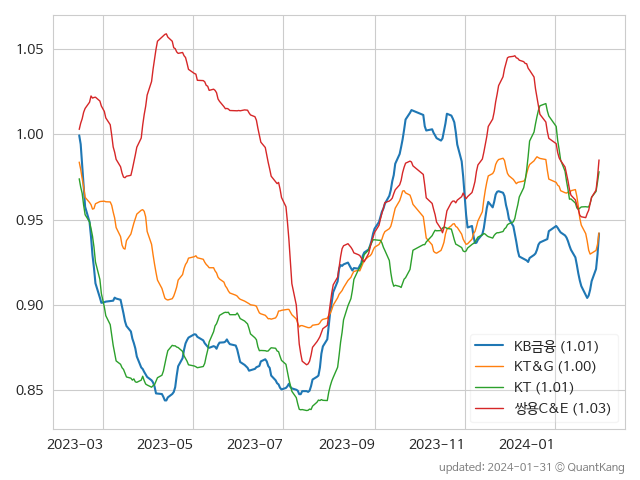 1.05
1.00
0.95
0.90
0.85
KB금융 (1.01)
KT&G (1.00)
KT (1.01)
쌍용C&E (1.03)
2023-03 2023-05 2023-07 2023-09 2023-11 2024-01
updated: 2024-01-31 © QuantKang